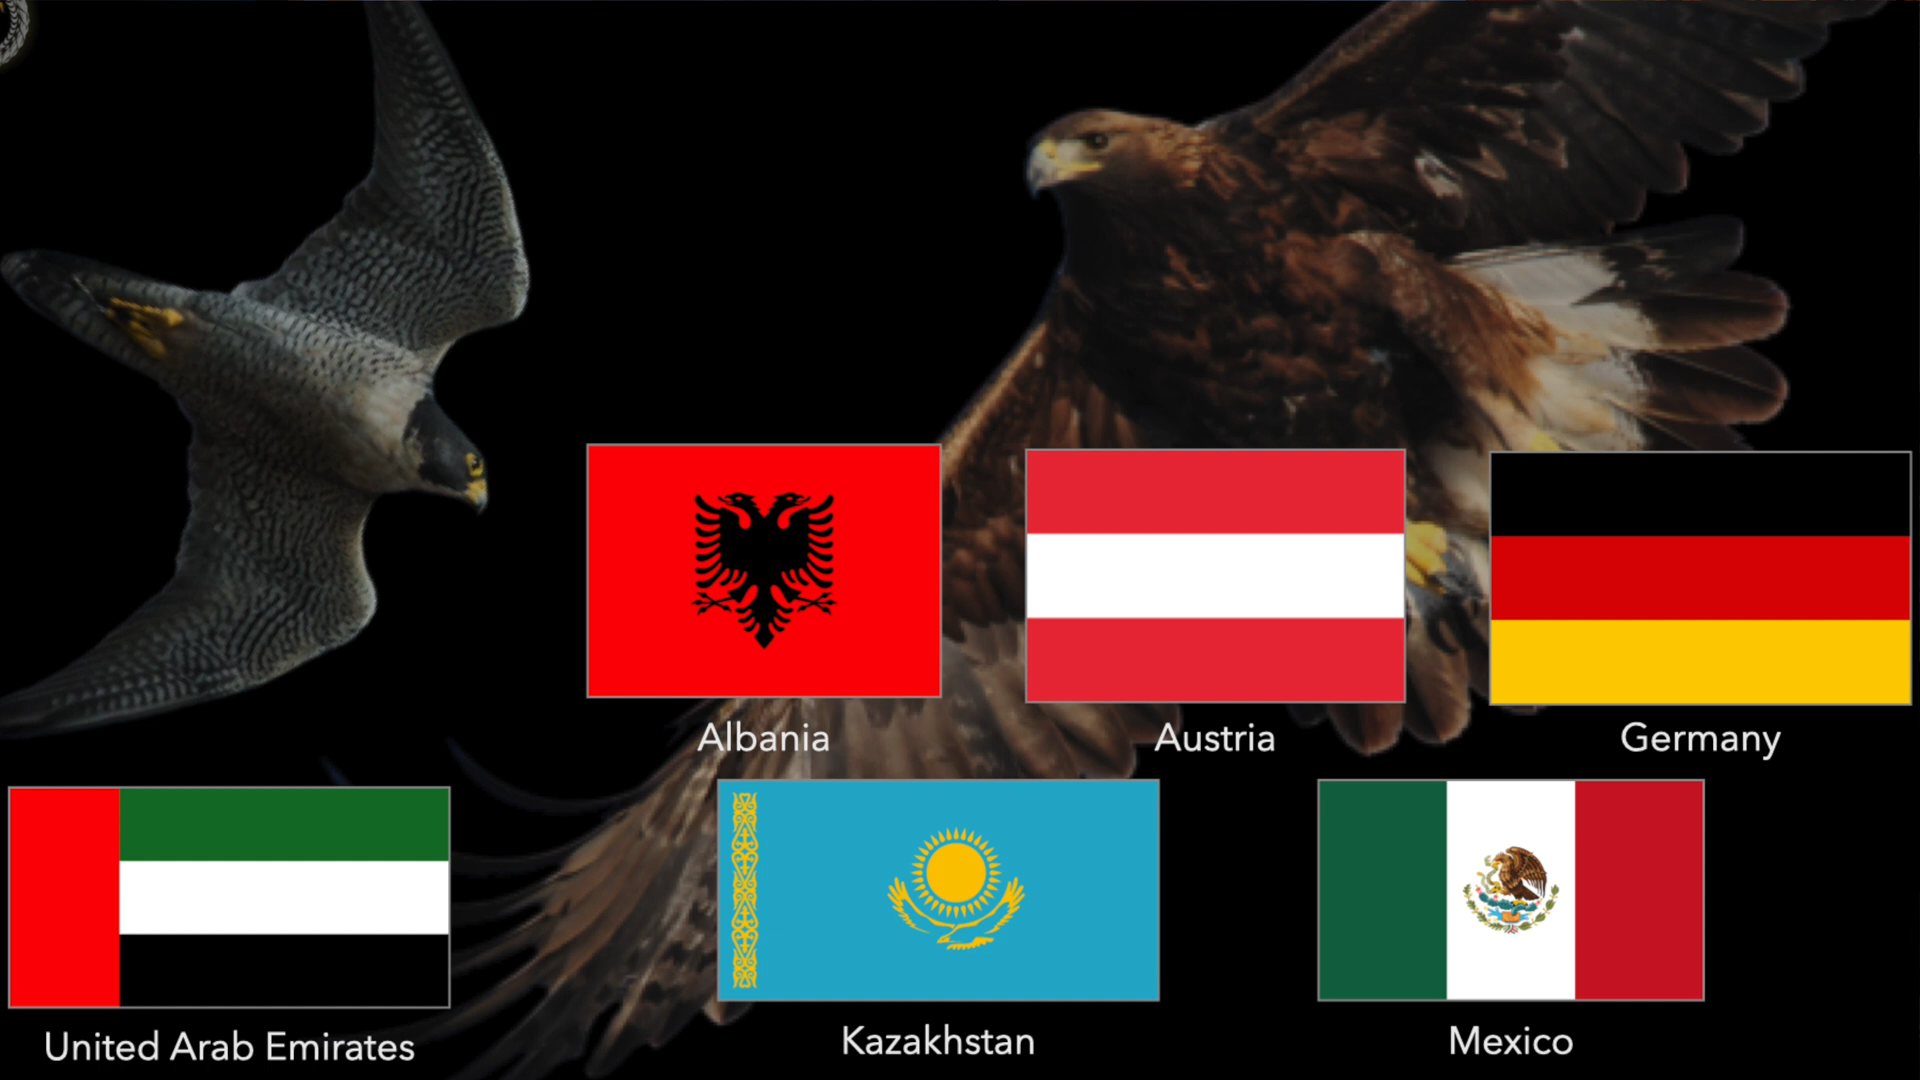 Albania
Austria
Germany
United Arab Emirates
Kazakhstan
Mexico